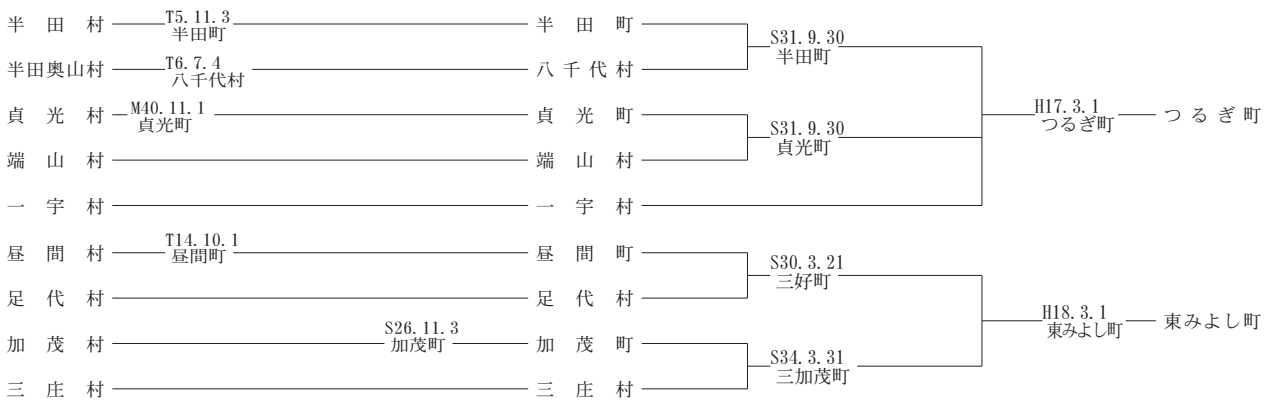 半田村 T5.11.3 半田町 半田町
S31.9.30 半田町
半田奥山村 T6.7.4 八千代村 八千代村
貞光村 M40.11.1 貞光町 貞光町
H17.3.1 つるぎ町 つるぎ町
S31.9.30 貞光町
端山村 端山村
一宇村 一宇村
昼間村 T14.10.1 昼間町 昼間町
S30.3.21 三好町
足代村 足代村
H18.3.1 東みよし町 東みよし町
加茂村 S26.11.3 加茂町 加茂町
S34.3.31 三加茂町
三庄村 三庄村